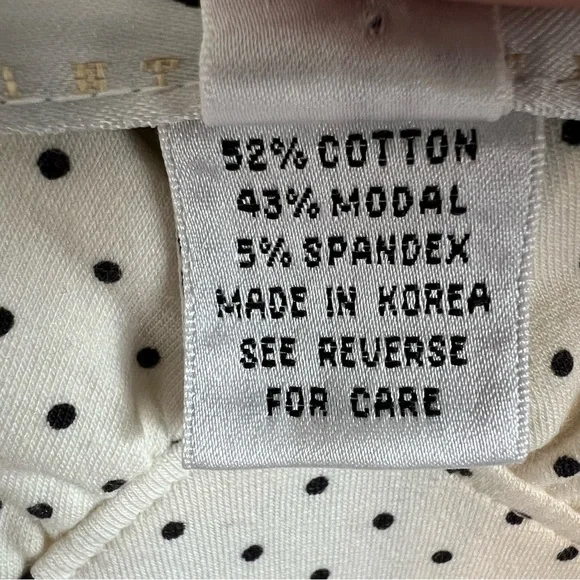 52% COTTON
43% MODAL
5% SPANDEX
MADE IN KOREA
SEE REVERSE
FOR CARE